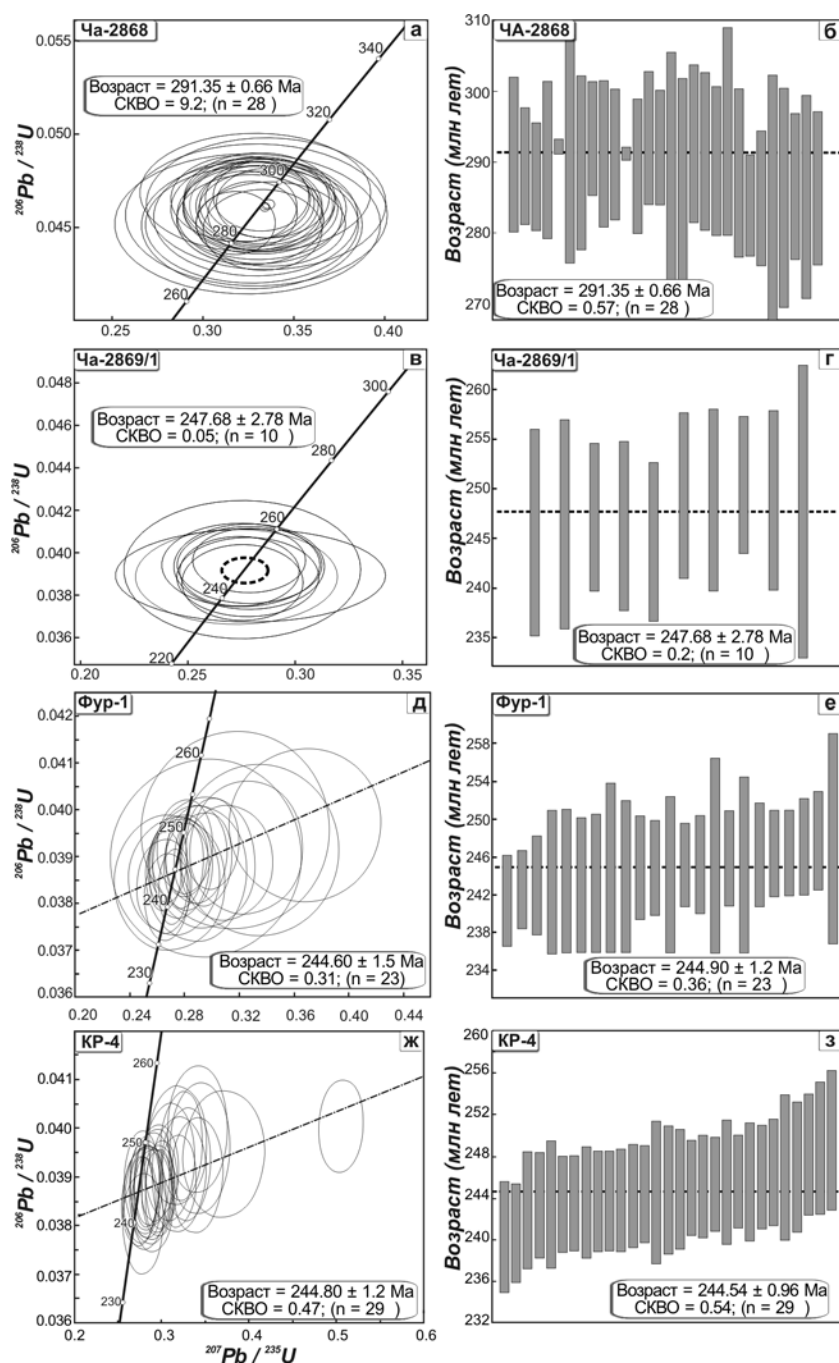 Ча-2868
а
0.055
0.050
0.045
206Pb / 238U
Возраст = 291.35 ± 0.66 Ма
СКВО = 9.2; (n = 28 )
340
320
300
280
260
0.25
0.30
0.35
0.40
ЧА-2868
б
310
300
290
280
270
Возраст (млн лет)
Возраст = 291.35 ± 0.66 Ма
СКВО = 0.57; (n = 28 )
Ча-2869/1
в
0.048
0.046
0.044
0.042
0.040
0.038
0.036
206Pb / 238U
Возраст = 247.68 ± 2.78 Ма
СКВО = 0.05; (n = 10 )
300
280
260
240
220
0.20
0.25
0.30
0.35
Ча-2869/1
г
260
255
250
245
240
235
Возраст (млн лет)
Возраст = 247.68 ± 2.78 Ма
СКВО = 0.2; (n = 10 )
Фур-1
д
0.042
0.041
0.040
0.039
0.038
0.037
0.036
206Pb / 238U
260
250
240
230
Возраст = 244.60 ± 1.5 Ма
СКВО = 0.31; (n = 23)
0.20
0.24
0.28
0.32
0.36
0.40
0.44
Фур-1
е
258
254
250
246
242
238
234
Возраст (млн лет)
Возраст = 244.90 ± 1.2 Ма
СКВО = 0.36; (n = 23 )
КР-4
ж
0.041
0.040
0.039
0.038
0.037
0.036
206Pb / 238U
260
250
240
230
Возраст = 244.80 ± 1.2 Ма
СКВО = 0.47; (n = 29 )
0.2
0.3
0.4
0.5
0.6
207Pb / 235U
КР-4
з
260
256
252
248
244
240
236
232
Возраст (млн лет)
Возраст = 244.54 ± 0.96 Ма
СКВО = 0.54; (n = 29 )